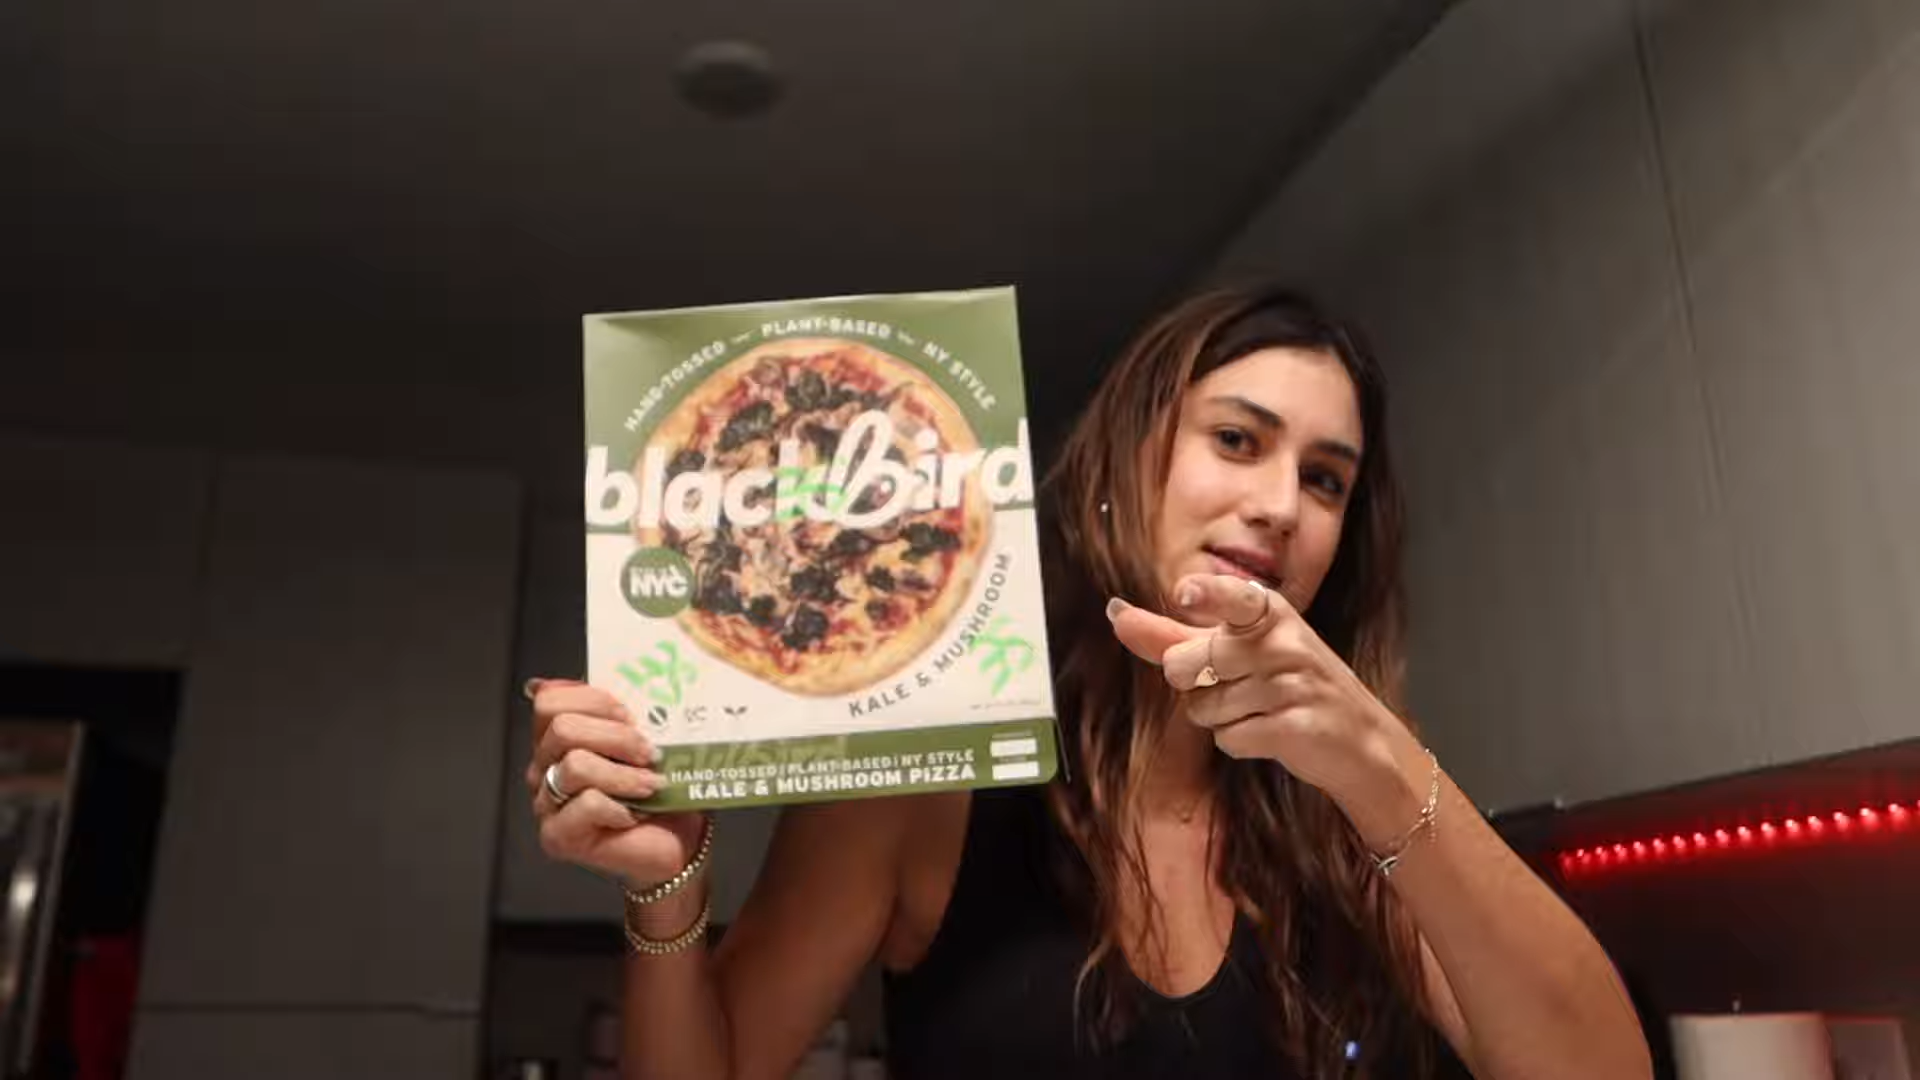 HAND-TOSSED ~ PLANT-BASED ~ NY STYLE
blackbird
NYC
KALE & MUSHROOM
HAND-TOSSED | PLANT-BASED | NY STYLE
KALE & MUSHROOM PIZZA